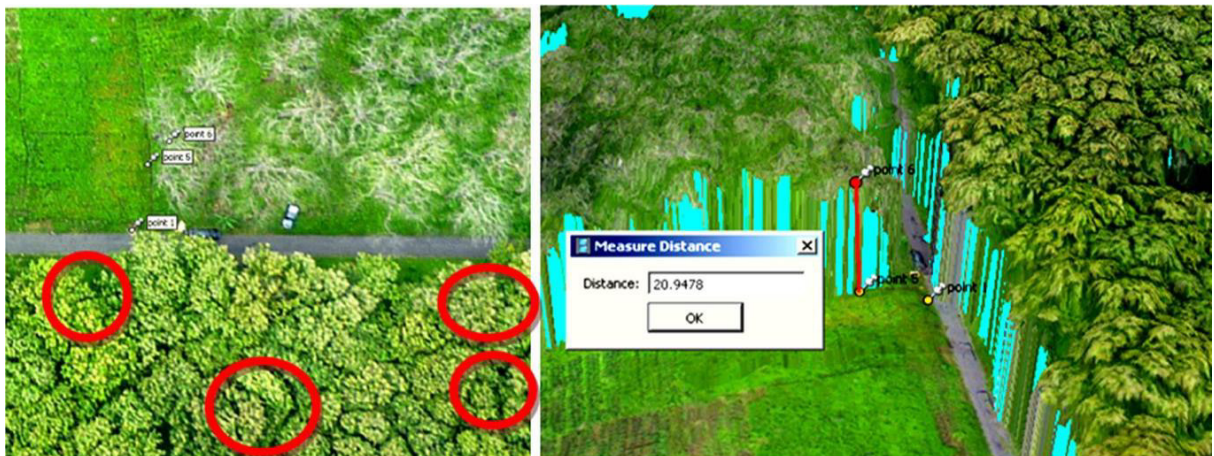 point 6
point 5
point 1
point 6
Measure Distance
Distance: 20.9478
OK
point 5
point 1